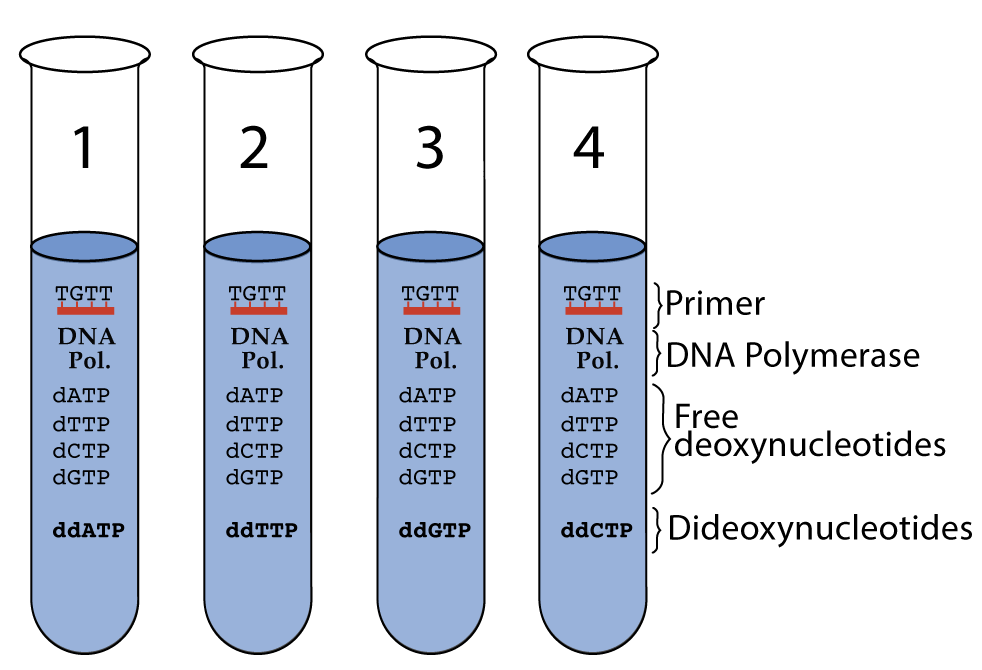 1 2 3 4
TGTT TGTT TGTT TGTT Primer
DNA Pol. DNA Pol. DNA Pol. DNA Pol. DNA Polymerase
dATP dATP dATP dATP
dTTP dTTP dTTP dTTP
dCTP dCTP dCTP dCTP
dGTP dGTP dGTP dGTP
Free
deoxynucleotides
ddATP ddTTP ddGTP ddCTP Dideoxynucleotides